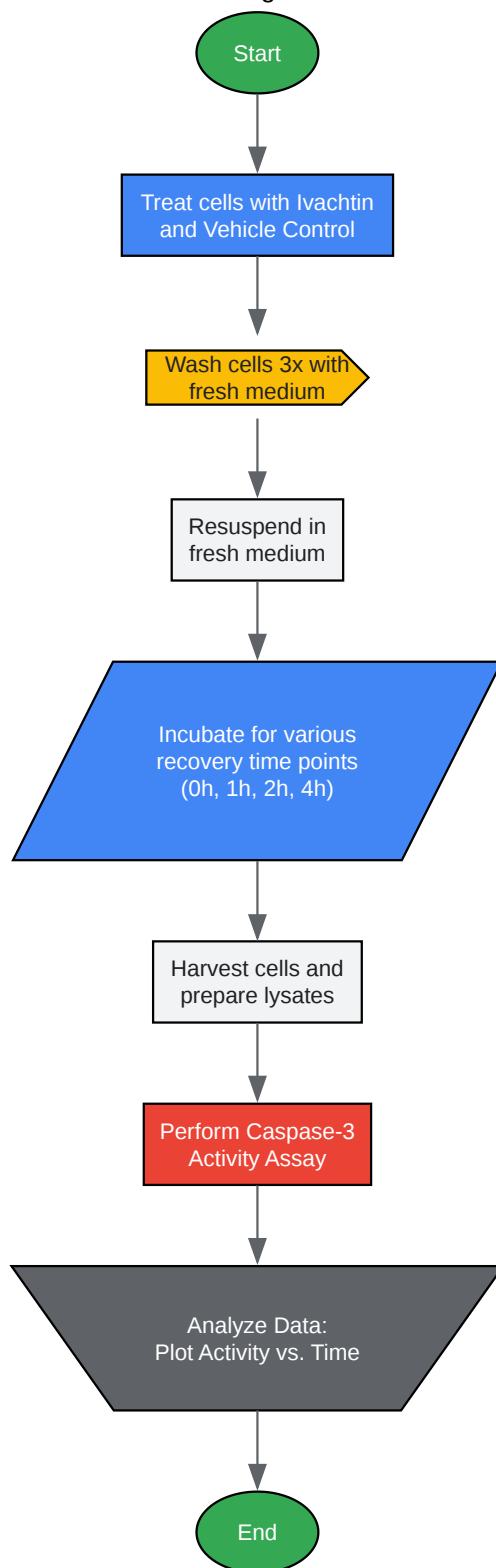 Start
Treat cells with Ivachtin
and Vehicle Control
Wash cells 3x with
fresh medium
Resuspend in
fresh medium
Incubate for various
recovery time points
(0h, 1h, 2h, 4h)
Harvest cells and
prepare lysates
Perform Caspase-3
Activity Assay
Analyze Data:
Plot Activity vs. Time
End